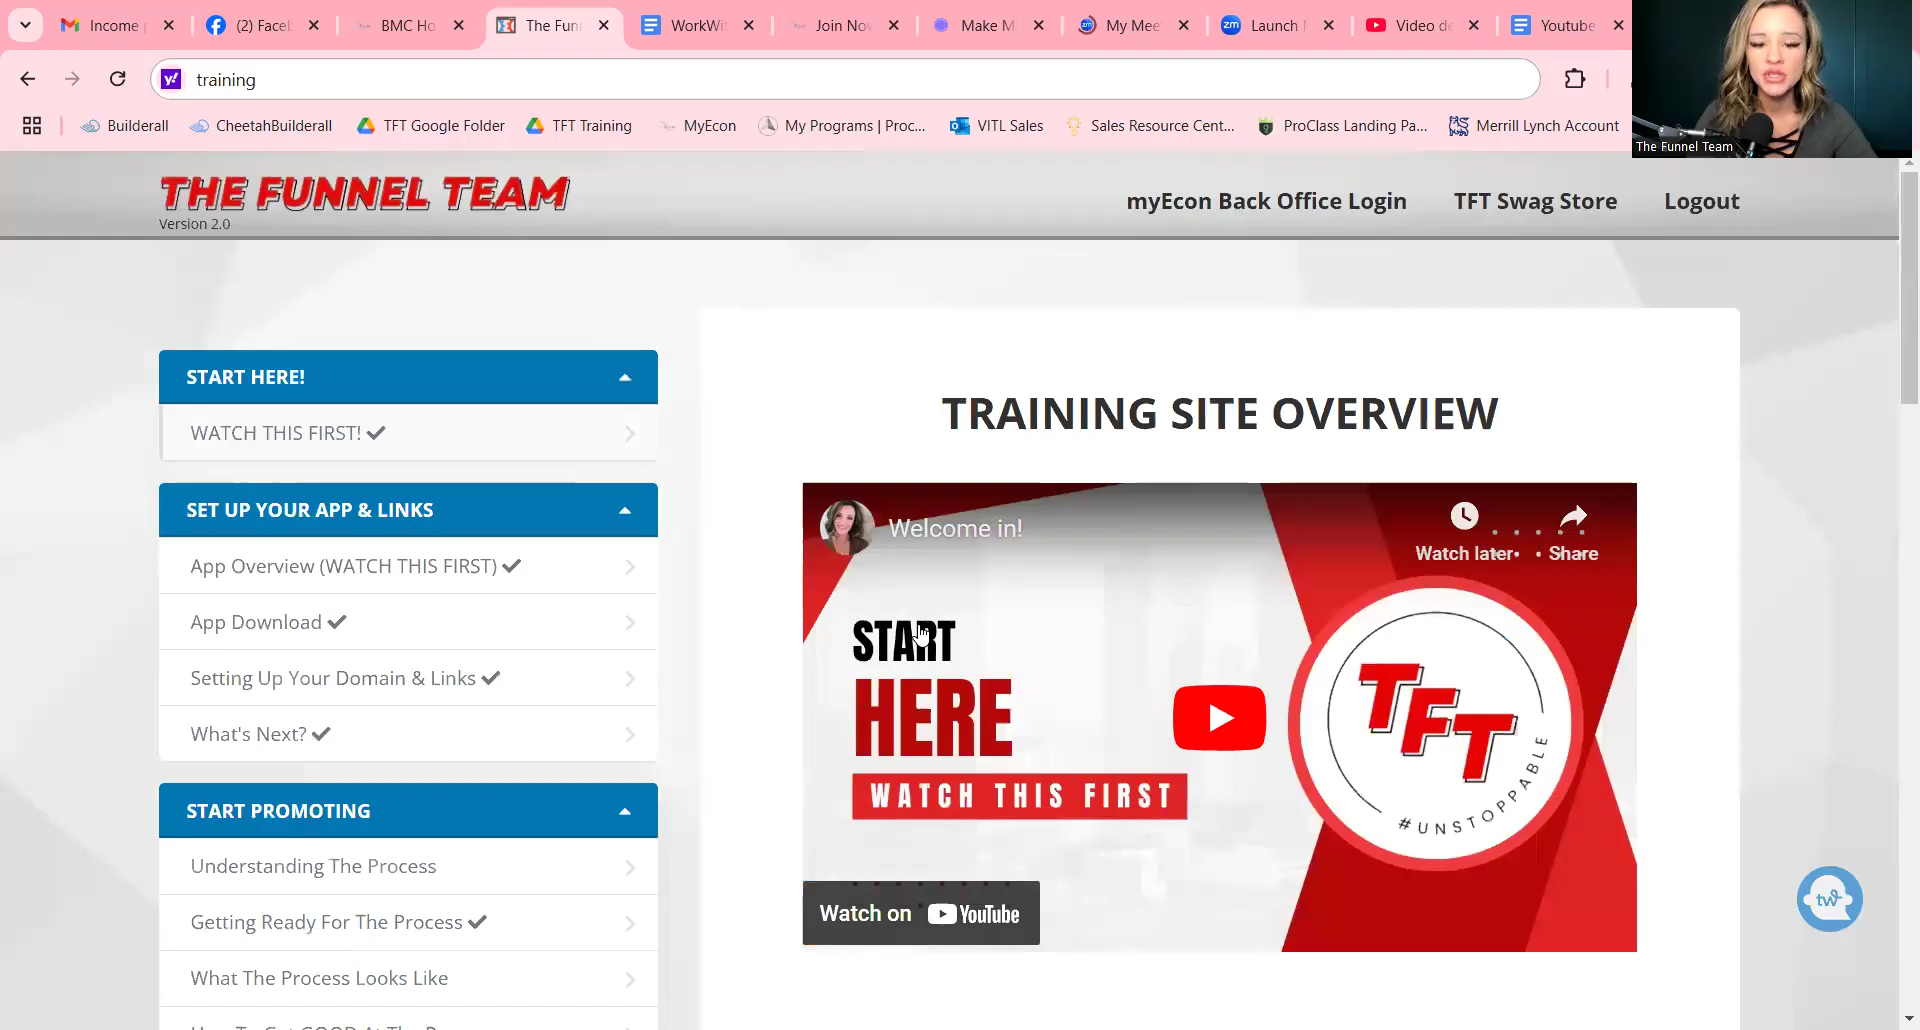 Income
(2) Face
BMC Ho
The Fun
WorkWi
Join No
Make M
My Mee
Launch
Video de
Youtube
training
Builderall
CheetahBuilderall
TFT Google Folder
TFT Training
MyEcon
My Programs | Proc...
VITL Sales
Sales Resource Cent...
ProClass Landing Pa...
Merrill Lynch Account
The Funnel Team
THE FUNNEL TEAM
Version 2.0
myEcon Back Office Login
TFT Swag Store
Logout
START HERE!
WATCH THIS FIRST!
SET UP YOUR APP & LINKS
App Overview (WATCH THIS FIRST)
App Download
Setting Up Your Domain & Links
What's Next?
START PROMOTING
Understanding The Process
Getting Ready For The Process
What The Process Looks Like
TRAINING SITE OVERVIEW
Welcome in!
Watch later
Share
START
HERE
WATCH THIS FIRST
TFT
#UNSTOPPABLE
Watch on YouTube
tw